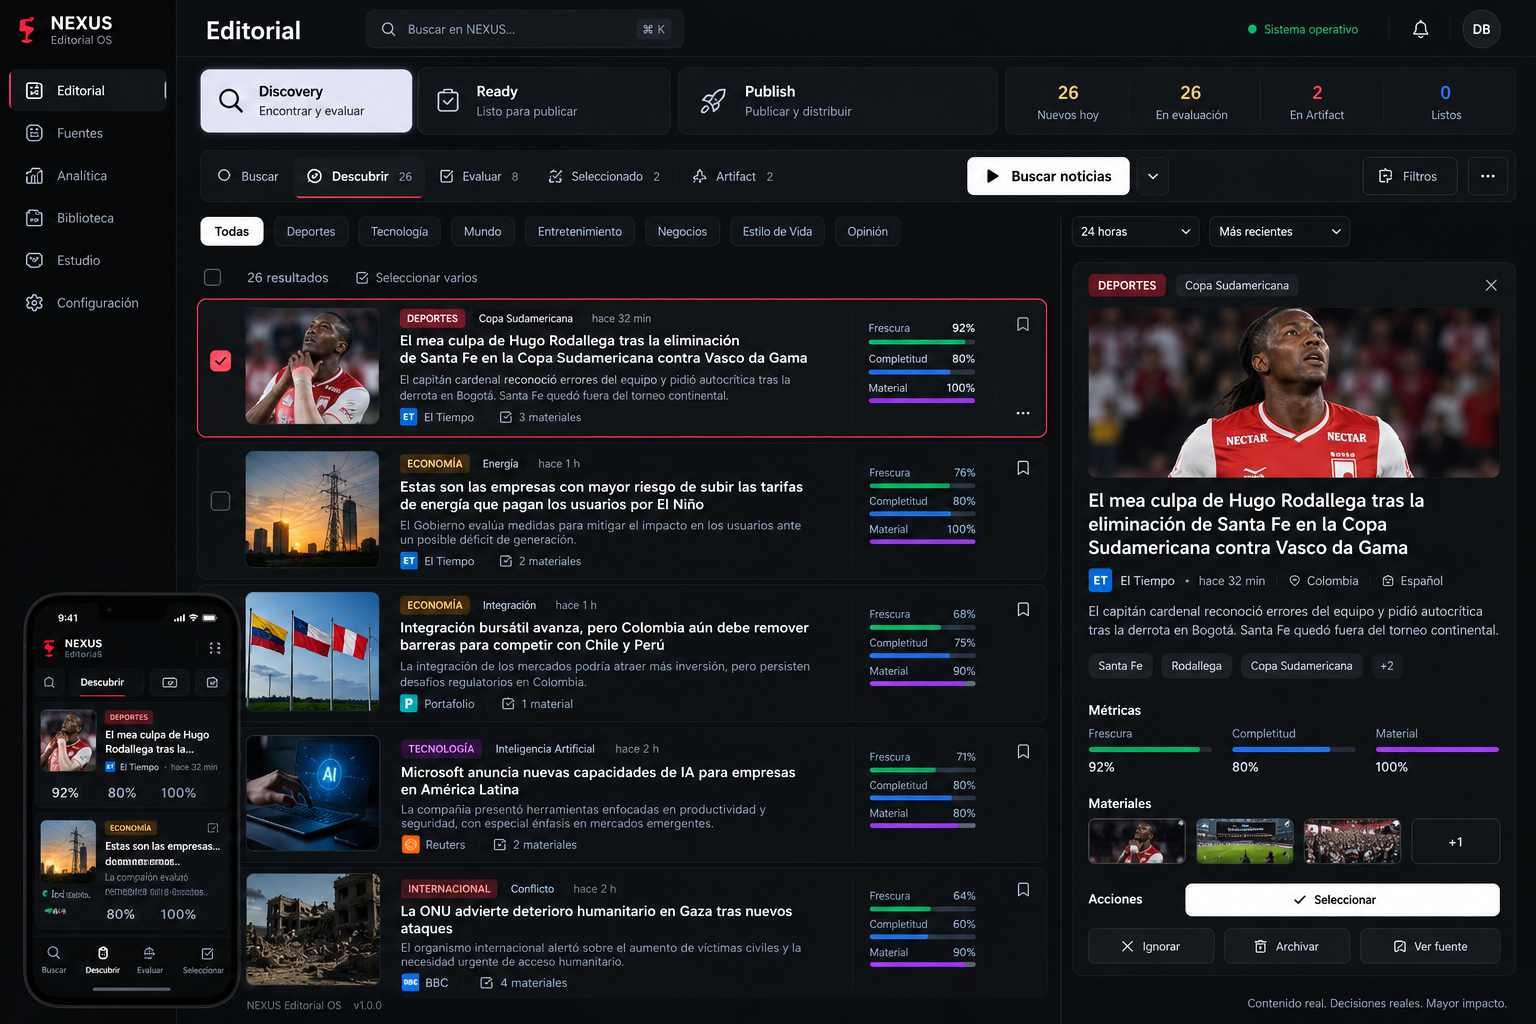 NEXUS
Editorial OS
Editorial
Fuentes
Analítica
Biblioteca
Estudio
Configuración
Editorial
Buscar en NEXUS...
⌘ K
Sistema operativo
DB
Discovery
Encontrar y evaluar
Ready
Listo para publicar
Publish
Publicar y distribuir
26
Nuevos hoy
26
En evaluación
2
En Artifact
0
Listos
Buscar
Descubrir 26
Evaluar 8
Seleccionado 2
Artifact 2
Buscar noticias
Filtros
Todas
Deportes
Tecnología
Mundo
Entretenimiento
Negocios
Estilo de Vida
Opinión
24 horas
Más recientes
26 resultados
Seleccionar varios
DEPORTES Copa Sudamericana hace 32 min
El mea culpa de Hugo Rodallega tras la eliminación
de Santa Fe en la Copa Sudamericana contra Vasco da Gama
El capitán cardenal reconoció errores del equipo y pidió autocrítica tras la
derrota en Bogotá. Santa Fe quedó fuera del torneo continental.
ET El Tiempo 3 materiales
Frescura 92%
Completitud 80%
Material 100%
ECONOMÍA Energía hace 1 h
Estas son las empresas con mayor riesgo de subir las tarifas
de energía que pagan los usuarios por El Niño
El Gobierno evalúa medidas para mitigar el impacto en los usuarios ante
un posible déficit de generación.
ET El Tiempo 2 materiales
Frescura 76%
Completitud 80%
Material 100%
ECONOMÍA Integración hace 1 h
Integración bursátil avanza, pero Colombia aún debe remover
barreras para competir con Chile y Perú
La integración de los mercados podría atraer más inversión, pero persisten
desafíos regulatorios en Colombia.
P Portafolio 1 material
Frescura 68%
Completitud 75%
Material 90%
TECNOLOGÍA Inteligencia Artificial hace 2 h
Microsoft anuncia nuevas capacidades de IA para empresas
en América Latina
La compañía presentó herramientas enfocadas en productividad y
seguridad, con especial énfasis en mercados emergentes.
Reuters 2 materiales
AI
Frescura 71%
Completitud 80%
Material 80%
INTERNACIONAL Conflicto hace 2 h
La ONU advierte deterioro humanitario en Gaza tras nuevos
ataques
El organismo internacional alertó sobre el aumento de víctimas civiles y la
necesidad urgente de acceso humanitario.
BBC 4 materiales
Frescura 64%
Completitud 60%
Material 90%
NEXUS Editorial OS v1.0.0
DEPORTES Copa Sudamericana
NECTAR NECTAR
El mea culpa de Hugo Rodallega tras la
eliminación de Santa Fe en la Copa
Sudamericana contra Vasco da Gama
ET El Tiempo • hace 32 min Colombia Español
El capitán cardenal reconoció errores del equipo y pidió autocrítica
tras la derrota en Bogotá. Santa Fe quedó fuera del torneo continental.
Santa Fe Rodallega Copa Sudamericana +2
Métricas
Frescura Completitud Material
92% 80% 100%
Materiales
+1
Acciones
Seleccionar
Ignorar
Archivar
Ver fuente
Contenido real. Decisiones reales. Mayor impacto.
9:41
NEXUS
Descubrir
DEPORTES
El mea culpa de Hugo
Rodallega tras la...
ET El Tiempo · hace 32 min
92% 80% 100%
ECONOMÍA
Estas son las empresas...
80% 100%
Buscar
Descubrir
Evaluar
Seleccionar